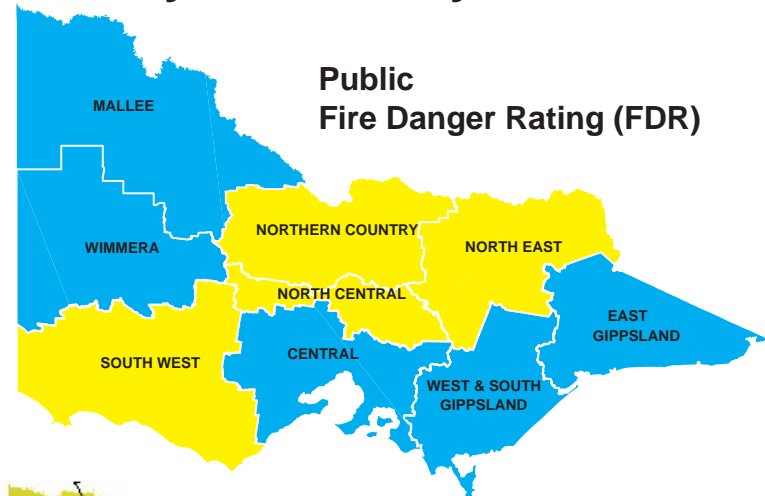 Public
Fire Danger Rating (FDR)
MALLEE
NORTHERN COUNTRY
WIMMERA
NORTH EAST
NORTH CENTRAL
EAST
GIPPSLAND
SOUTH WEST
CENTRAL
WEST & SOUTH
GIPPSLAND